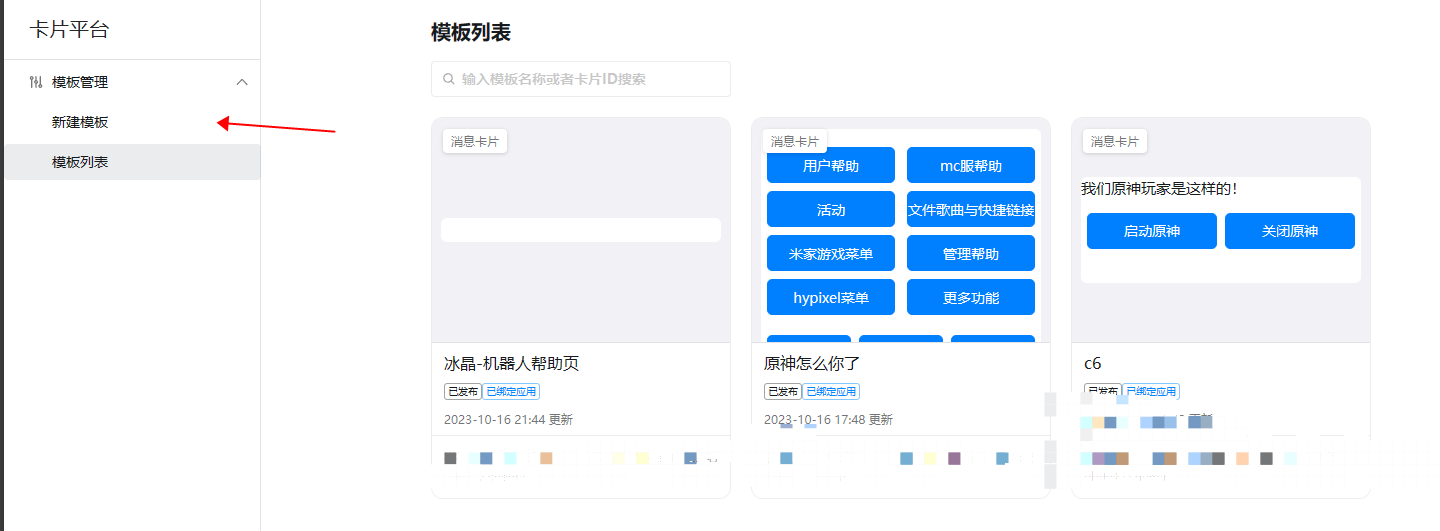 卡片平台
模板管理
新建模板
模板列表
模板列表
输入模板名称或者卡片ID搜索
消息卡片
冰晶-机器人帮助页
已发布 已绑定应用
2023-10-16 21:44 更新
消息卡片
用户帮助 mc服帮助
活动 文件歌曲与快捷链接
米家游戏菜单 管理帮助
hypixel菜单 更多功能
原神怎么你了
已发布 已绑定应用
2023-10-16 17:48 更新
消息卡片
我们原神玩家是这样的!
启动原神 关闭原神
c6
已发布 已绑定应用
更新